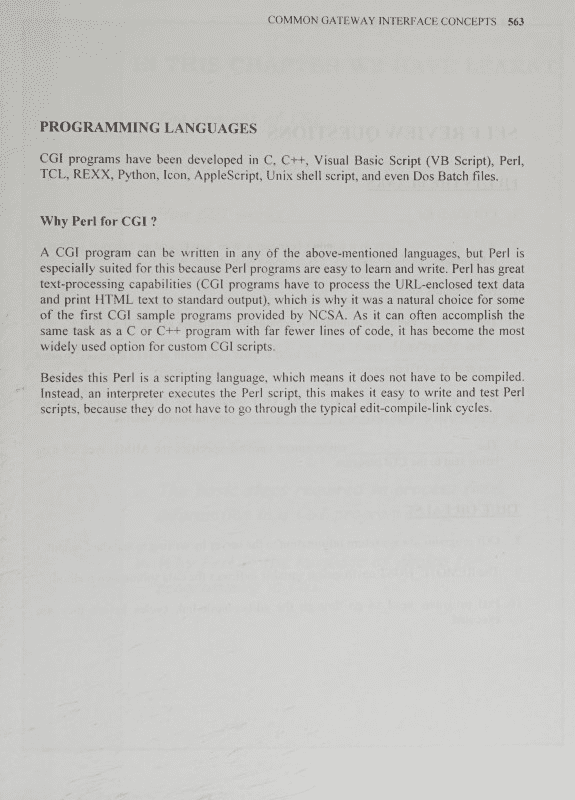 COMMON GATEWAY INTERFACE CONCEPTS 563
PROGRAMMING LANGUAGES
CGI programs have been developed in C, C++, Visual Basic Script (VB Script), Perl,
TCL, REXX, Python, Icon, AppleScript, Unix shell script, and even Dos Batch files.
Why Perl for CGI ?
A CGI program can be written in any of the above-mentioned languages, but Perl is
especially suited for this because Perl programs are easy to learn and write. Perl has great
text-processing capabilities (CGI programs have to process the URL-enclosed text data
and print HTML text to standard output), which is why it was a natural choice for some
of the first CGI sample programs provided by NCSA. As it can often accomplish the
same task as a C or C++ program with far fewer lines of code, it has become the most
widely used option for custom CGI scripts.
Besides this Perl is a scripting language, which means it does not have to be compiled.
Instead, an interpreter executes the Perl script, this makes it easy to write and test Perl
scripts, because they do not have to go through the typical edit-compile-link cycles.